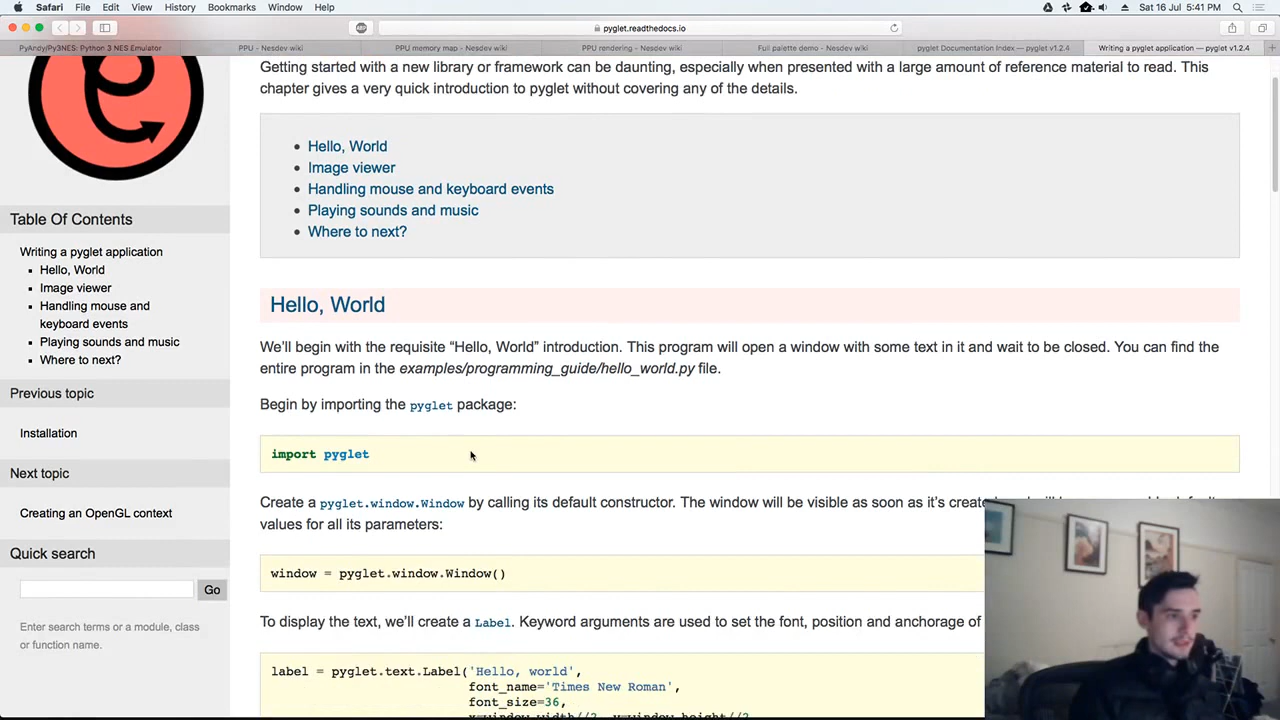 Safari File Edit View History Bookmarks Window Help
Sat 16 Jul 5:41 PM
pyglet.readthedocs.io
PyAndy/Py3NES: Python 3 NES Emulator
PPU - Nesdev wiki
PPU memory map - Nesdev wiki
PPU rendering - Nesdev wiki
Full palette demo - Nesdev wiki
pyglet Documentation Index — pyglet v1.2.4
Writing a pyglet application — pyglet v1.2.4
Table Of Contents
Writing a pyglet application
Hello, World
Image viewer
Handling mouse and
keyboard events
Playing sounds and music
Where to next?
Previous topic
Installation
Next topic
Creating an OpenGL context
Quick search
Go
Enter search terms or a module, class
or function name.
Getting started with a new library or framework can be daunting, especially when presented with a large amount of reference material to read. This
chapter gives a very quick introduction to pyglet without covering any of the details.
Hello, World
Image viewer
Handling mouse and keyboard events
Playing sounds and music
Where to next?
Hello, World
We'll begin with the requisite “Hello, World” introduction. This program will open a window with some text in it and wait to be closed. You can find the
entire program in the examples/programming_guide/hello_world.py file.
Begin by importing the pyglet package:
import pyglet
Create a pyglet.window.Window by calling its default constructor. The window will be visible as soon as it's
values for all its parameters:
window = pyglet.window.Window()
To display the text, we'll create a Label. Keyword arguments are used to set the font, position and anchorage of
label = pyglet.text.Label('Hello, world',
font_name='Times New Roman',
font_size=36,
x=window.width//2, y=window.height//2